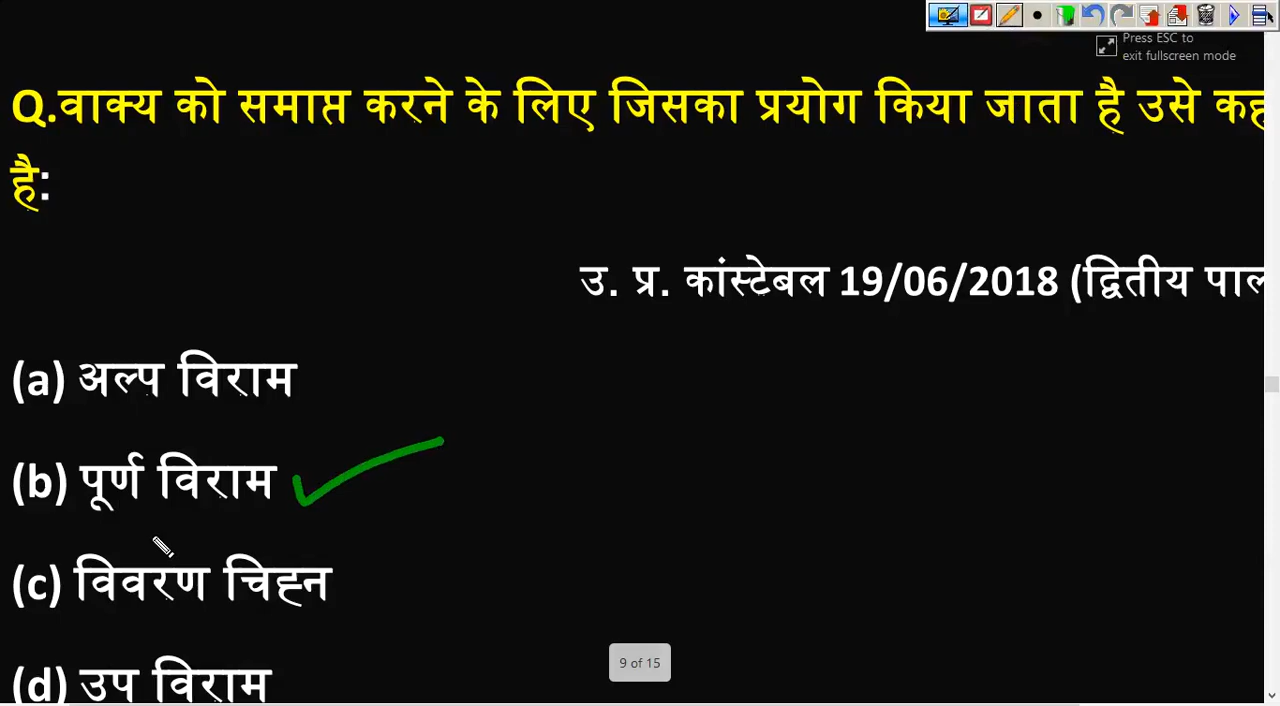 Press ESC to
exit fullscreen mode
Q.वाक्य को समाप्त करने के लिए जिसका प्रयोग किया जाता है उसे
है:
उ. प्र. कांस्टेबल 19/06/2018 (द्वितीय
(a) अल्प विराम
(b) पूर्ण विराम
(c) विवरण चिह्न
(d) उप विराम
9 of 15